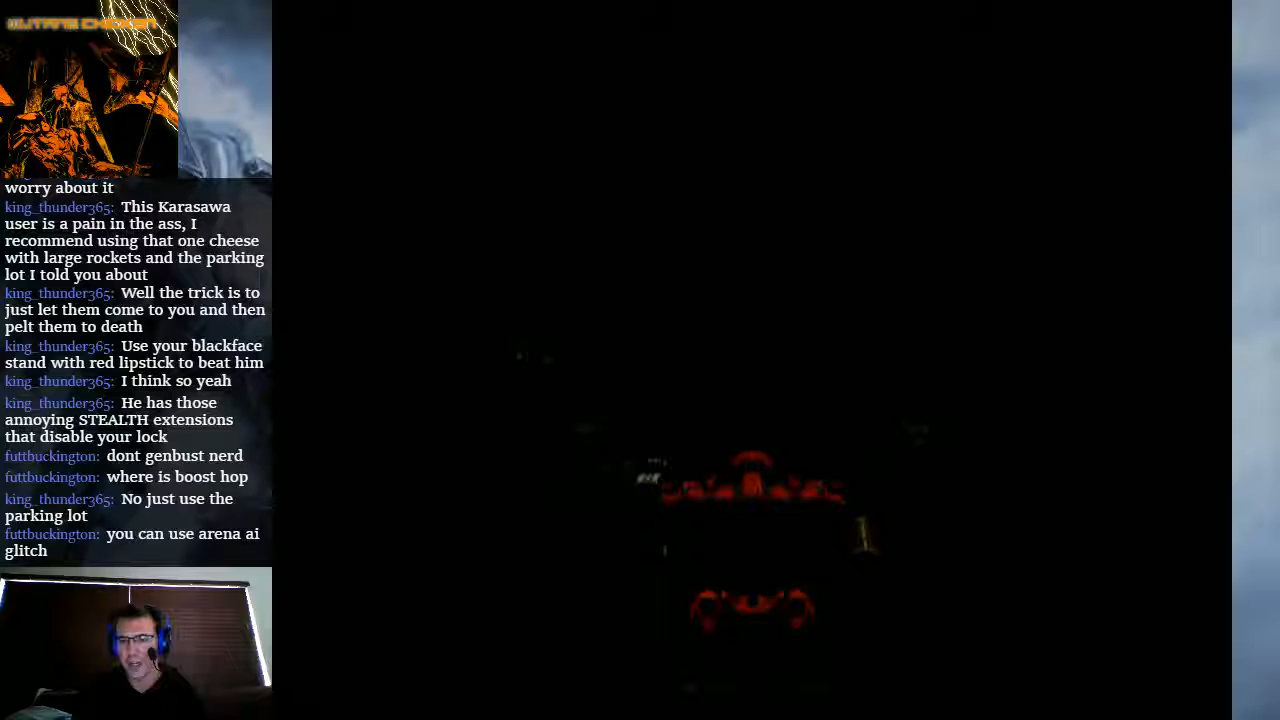 MUTANT CHICKEN
worry about it
king_thunder365: This Karasawa
user is a pain in the ass, I
recommend using that one cheese
with large rockets and the parking
lot I told you about
king_thunder365: Well the trick is to
just let them come to you and then
pelt them to death
king_thunder365: Use your blackface
stand with red lipstick to beat him
king_thunder365: I think so yeah
king_thunder365: He has those
annoying STEALTH extensions
that disable your lock
futtbuckington: dont genbust nerd
futtbuckington: where is boost hop
king_thunder365: No just use the
parking lot
futtbuckington: you can use arena ai
glitch